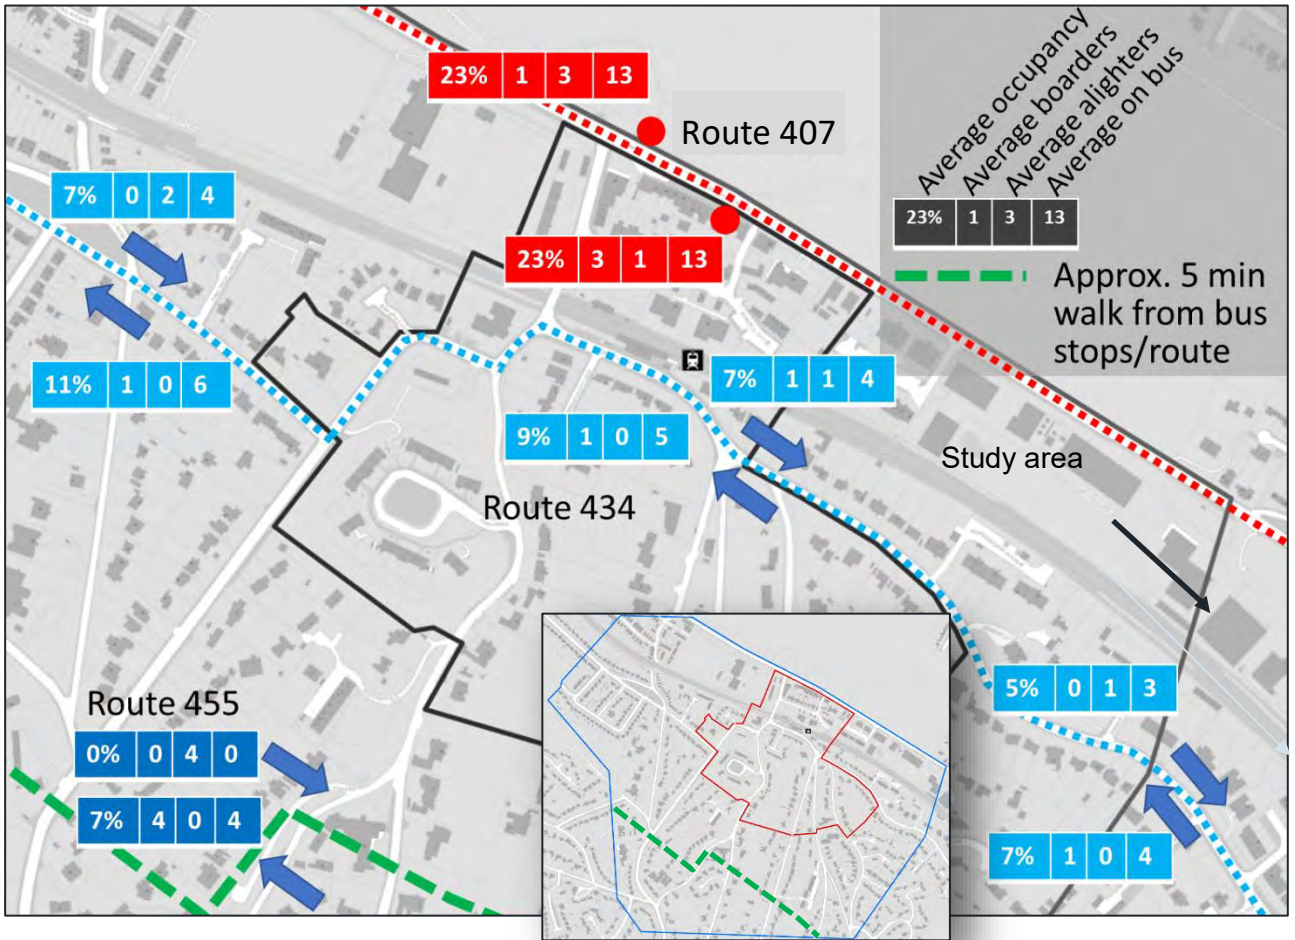 23% 1 3 13
Route 407
Average occupancy
Average boarders
Average alighters
Average on bus
23% 1 3 13
7% 0 2 4
23% 3 1 13
Approx. 5 min
walk from bus
stops/route
11% 1 0 6
7% 1 1 4
9% 1 0 5
Study area
Route 434
5% 0 1 3
Route 455
0% 0 4 0
7% 4 0 4
7% 1 0 4